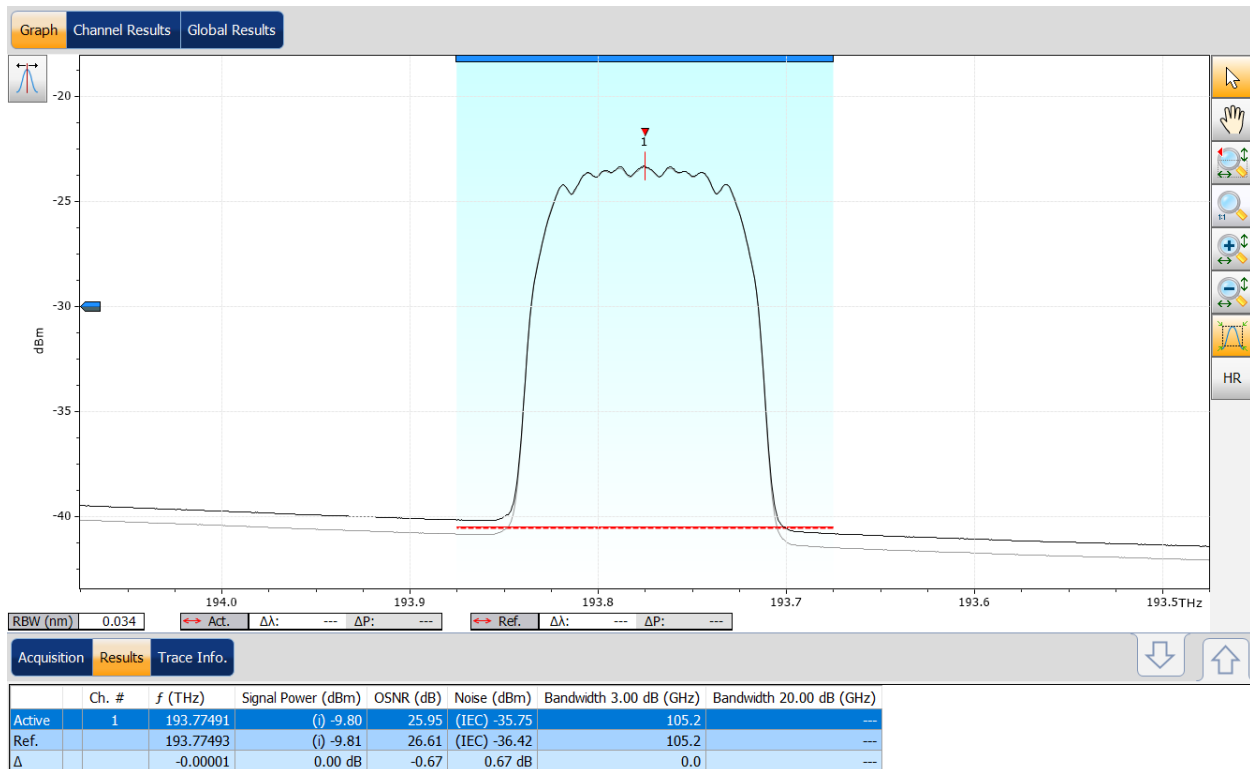 Graph Channel Results Global Results
-20
1
-25
-30
dBm
1:1
HR
-35
-40
194.0 193.9 193.8 193.7 193.6 193.5THz
RBW (nm) 0.034 Act. Δλ: --- ΔP: --- Ref. Δλ: --- ΔP: ---
Acquisition Results Trace Info.
Ch. # f (THz) Signal Power (dBm) OSNR (dB) Noise (dBm) Bandwidth 3.00 dB (GHz) Bandwidth 20.00 dB (GHz)
Active 1 193.77491 (i) -9.80 25.95 (IEC) -35.75 105.2 ---
Ref. 193.77493 (i) -9.81 26.61 (IEC) -36.42 105.2 ---
Δ -0.00001 0.00 dB -0.67 0.67 dB 0.0 ---